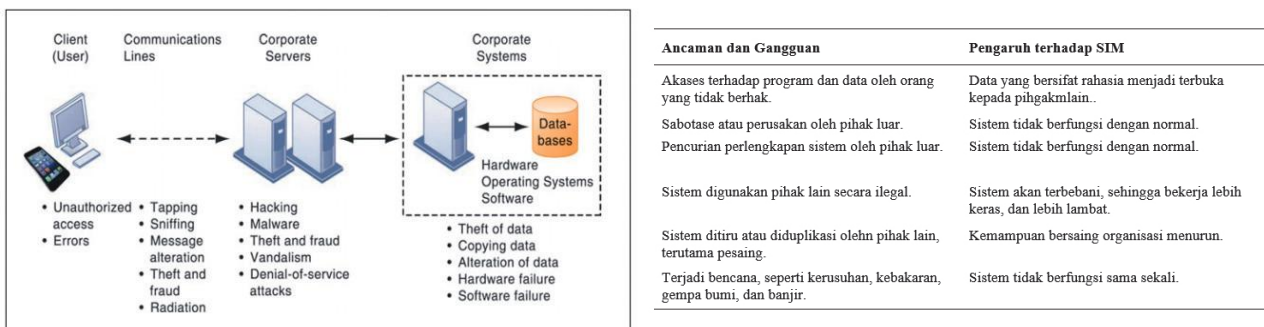 Client
(User)
Communications
Lines
Corporate
Servers
Corporate
Systems
Data-
bases
Hardware
Operating Systems
Software
• Unauthorized
access
• Errors
• Tapping
• Sniffing
• Message
alteration
• Theft and
fraud
• Radiation
• Hacking
• Malware
• Theft and fraud
• Vandalism
• Denial-of-service
attacks
• Theft of data
• Copying data
• Alteration of data
• Hardware failure
• Software failure
Ancaman dan Gangguan Pengaruh terhadap SIM
Akases terhadap program dan data oleh orang Data yang bersifat rahasia menjadi terbuka
yang tidak berhak. kepada pihgakmlain..
Sabotase atau perusakan oleh pihak luar. Sistem tidak berfungsi dengan normal.
Pencurian perlengkapan sistem oleh pihak luar. Sistem tidak berfungsi dengan normal.
Sistem digunakan pihak lain secara ilegal. Sistem akan terbebani, sehingga bekerja lebih
keras, dan lebih lambat.
Sistem ditiru atau diduplikasi olehn pihak lain, Kemampuan bersaing organisasi menurun.
terutama pesaing.
Terjadi bencana, seperti kerusuhan, kebakaran, Sistem tidak berfungsi sama sekali.
gempa bumi, dan banjir.